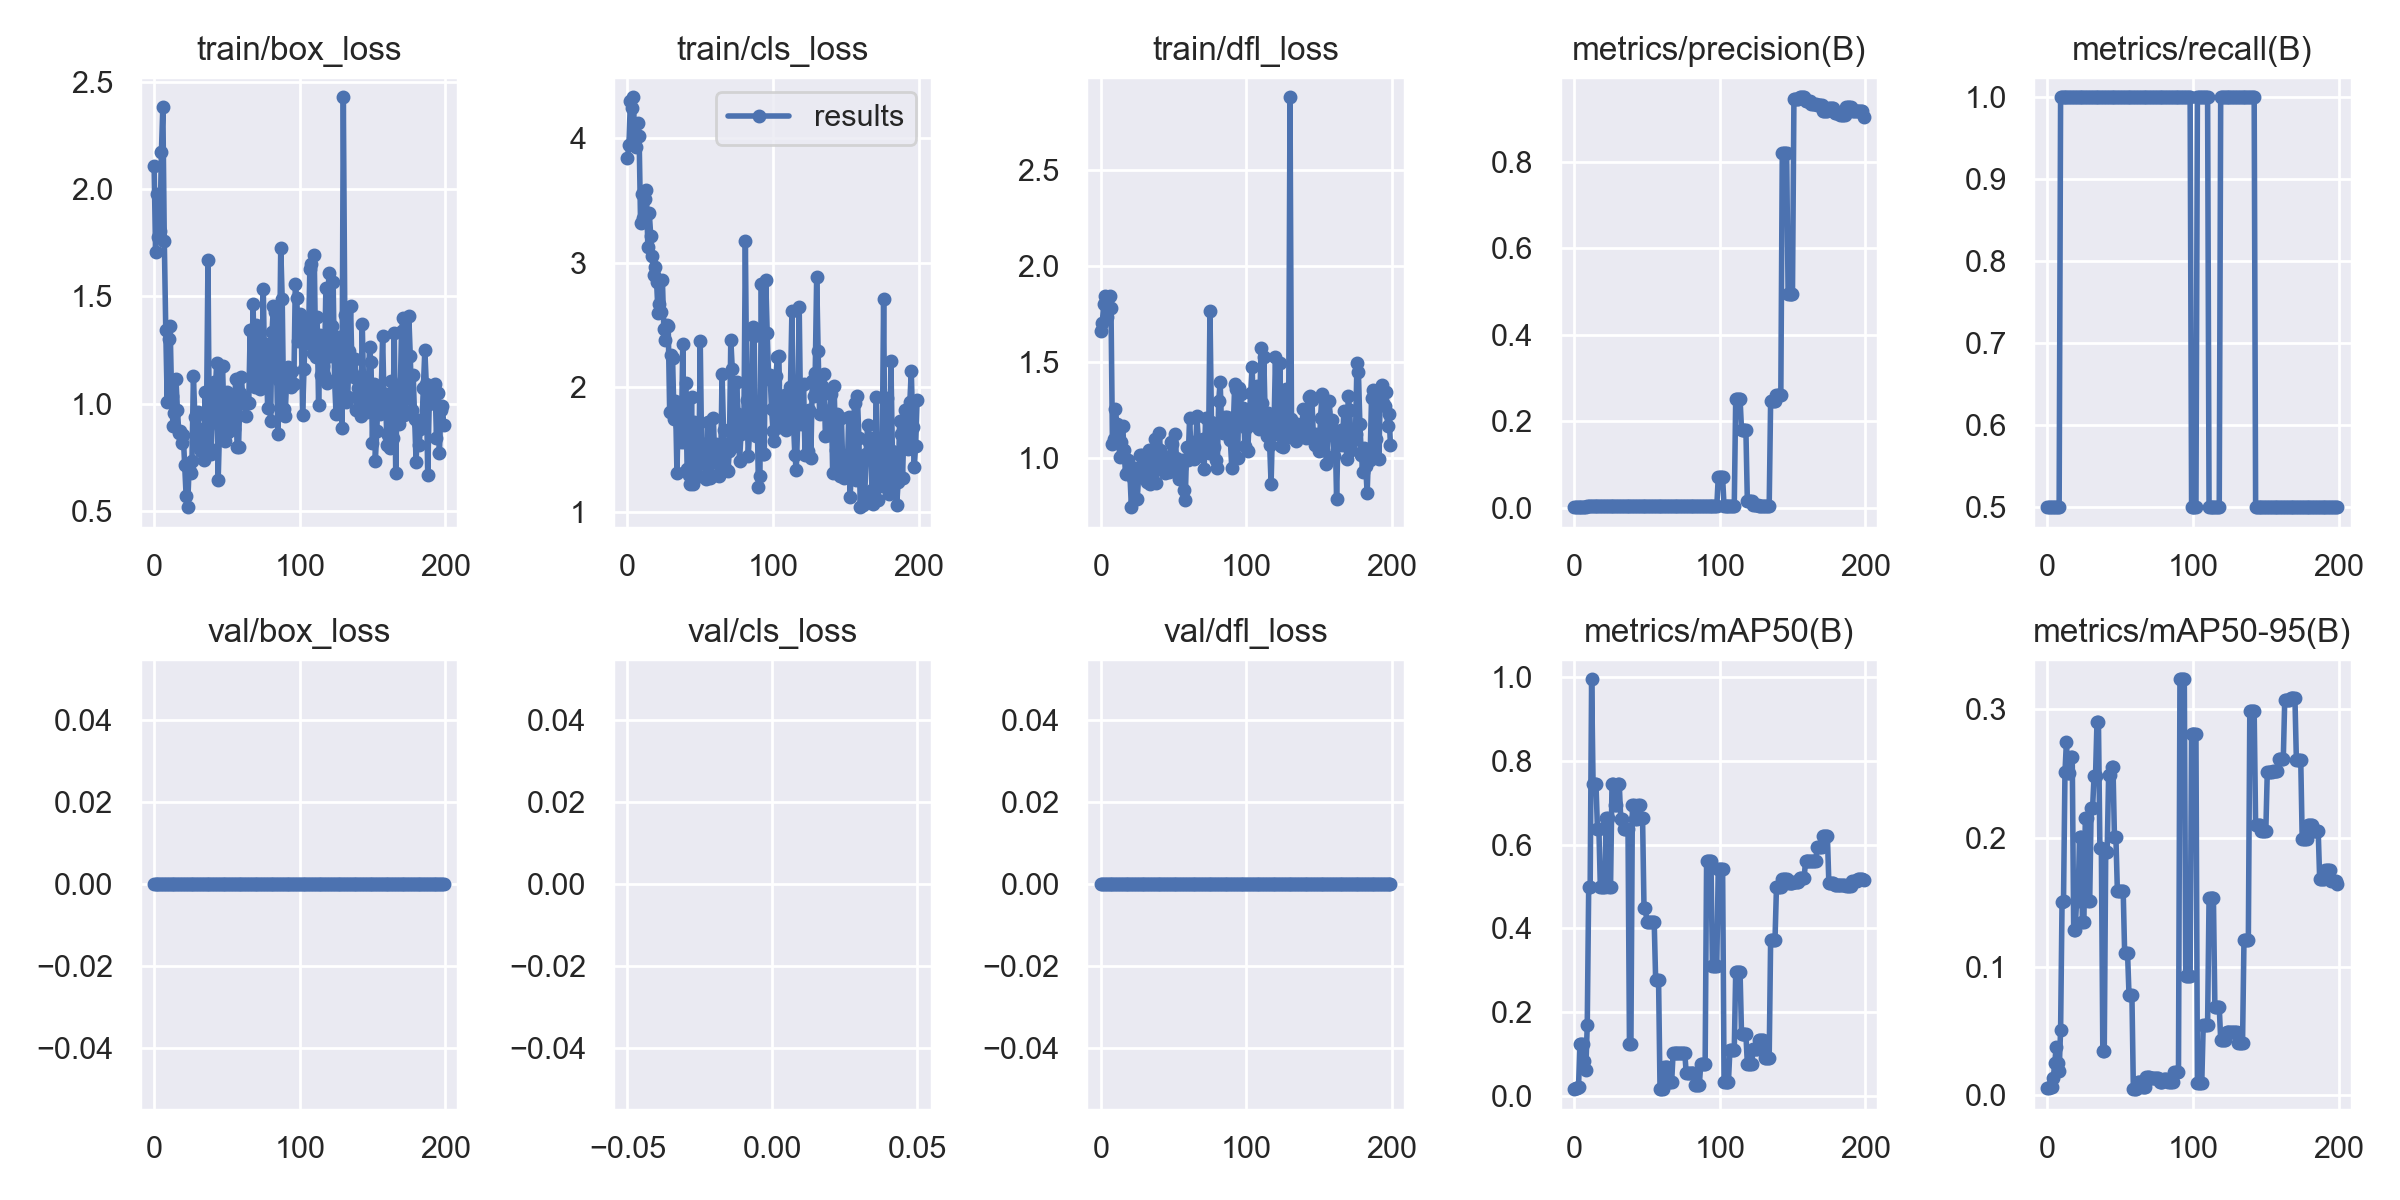 train/box_loss
2.5
2.0
1.5
1.0
0.5
0 100 200
train/cls_loss
results
4
3
2
1
0 100 200
train/dfl_loss
2.5
2.0
1.5
1.0
0 100 200
metrics/precision(B)
0.8
0.6
0.4
0.2
0.0
0 100 200
metrics/recall(B)
1.0
0.9
0.8
0.7
0.6
0.5
0 100 200
val/box_loss
0.04
0.02
0.00
−0.02
−0.04
0 100 200
val/cls_loss
0.04
0.02
0.00
−0.02
−0.04
−0.05 0.00 0.05
val/dfl_loss
0.04
0.02
0.00
−0.02
−0.04
0 100 200
metrics/mAP50(B)
1.0
0.8
0.6
0.4
0.2
0.0
0 100 200
metrics/mAP50-95(B)
0.3
0.2
0.1
0.0
0 100 200